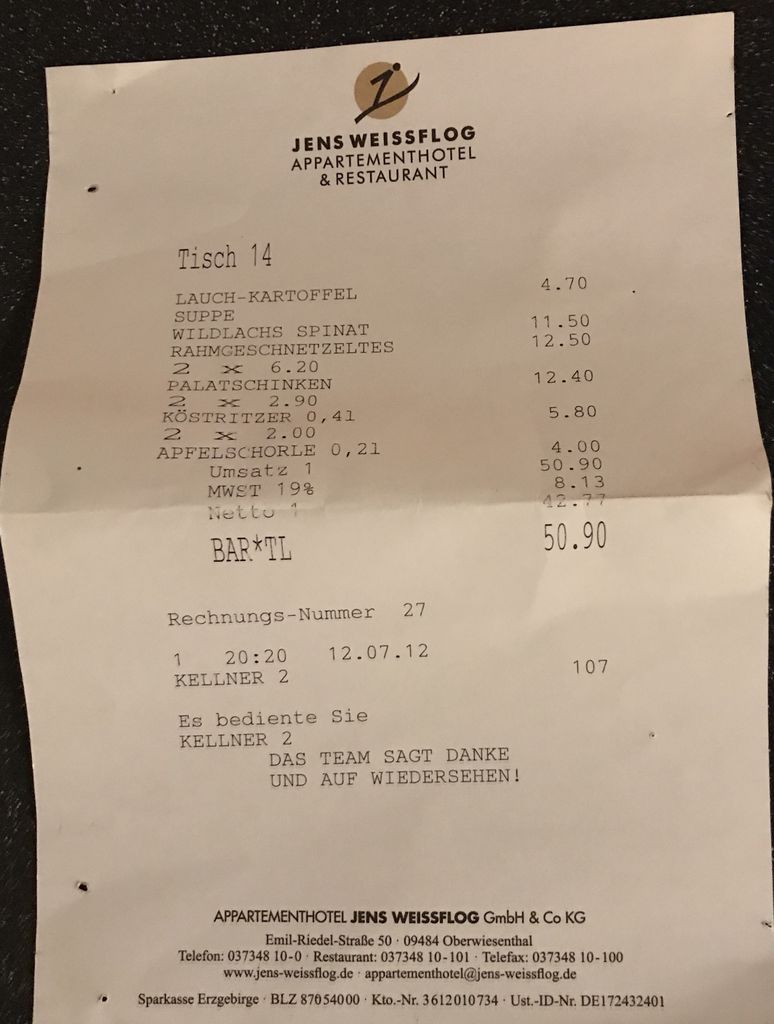 JENS WEISSFLOG
APPARTEMENTHOTEL
& RESTAURANT
Tisch 14
LAUCH-KARTOFFEL 4.70
SUPPE
WILDLACHS SPINAT 11.50
RAHMGESCHNETZELTES 12.50
2 x 6.20
PALATSCHINKEN 12.40
2 x 2.90
KÖSTRITZER 0,4l 5.80
2 x 2.00
APFELSCHORLE 0,2l 4.00
Umsatz 1 50.90
MWST 19% 8.13
Netto 1 42.77
BAR*TL 50.90
Rechnungs-Nummer 27
1 20:20 12.07.12
KELLNER 2 107
Es bediente Sie
KELLNER 2
DAS TEAM SAGT DANKE
UND AUF WIEDERSEHEN!
APPARTEMENTHOTEL JENS WEISSFLOG GmbH & Co KG
Emil-Riedel-Straße 50 · 09484 Oberwiesenthal
Telefon: 037348 10-0 · Restaurant: 037348 10-101 · Telefax: 037348 10-100
www.jens-weissflog.de · appartementhotel@jens-weissflog.de
Sparkasse Erzgebirge · BLZ 87054000 · Kto.-Nr. 3612010734 · Ust.-ID-Nr. DE172432401